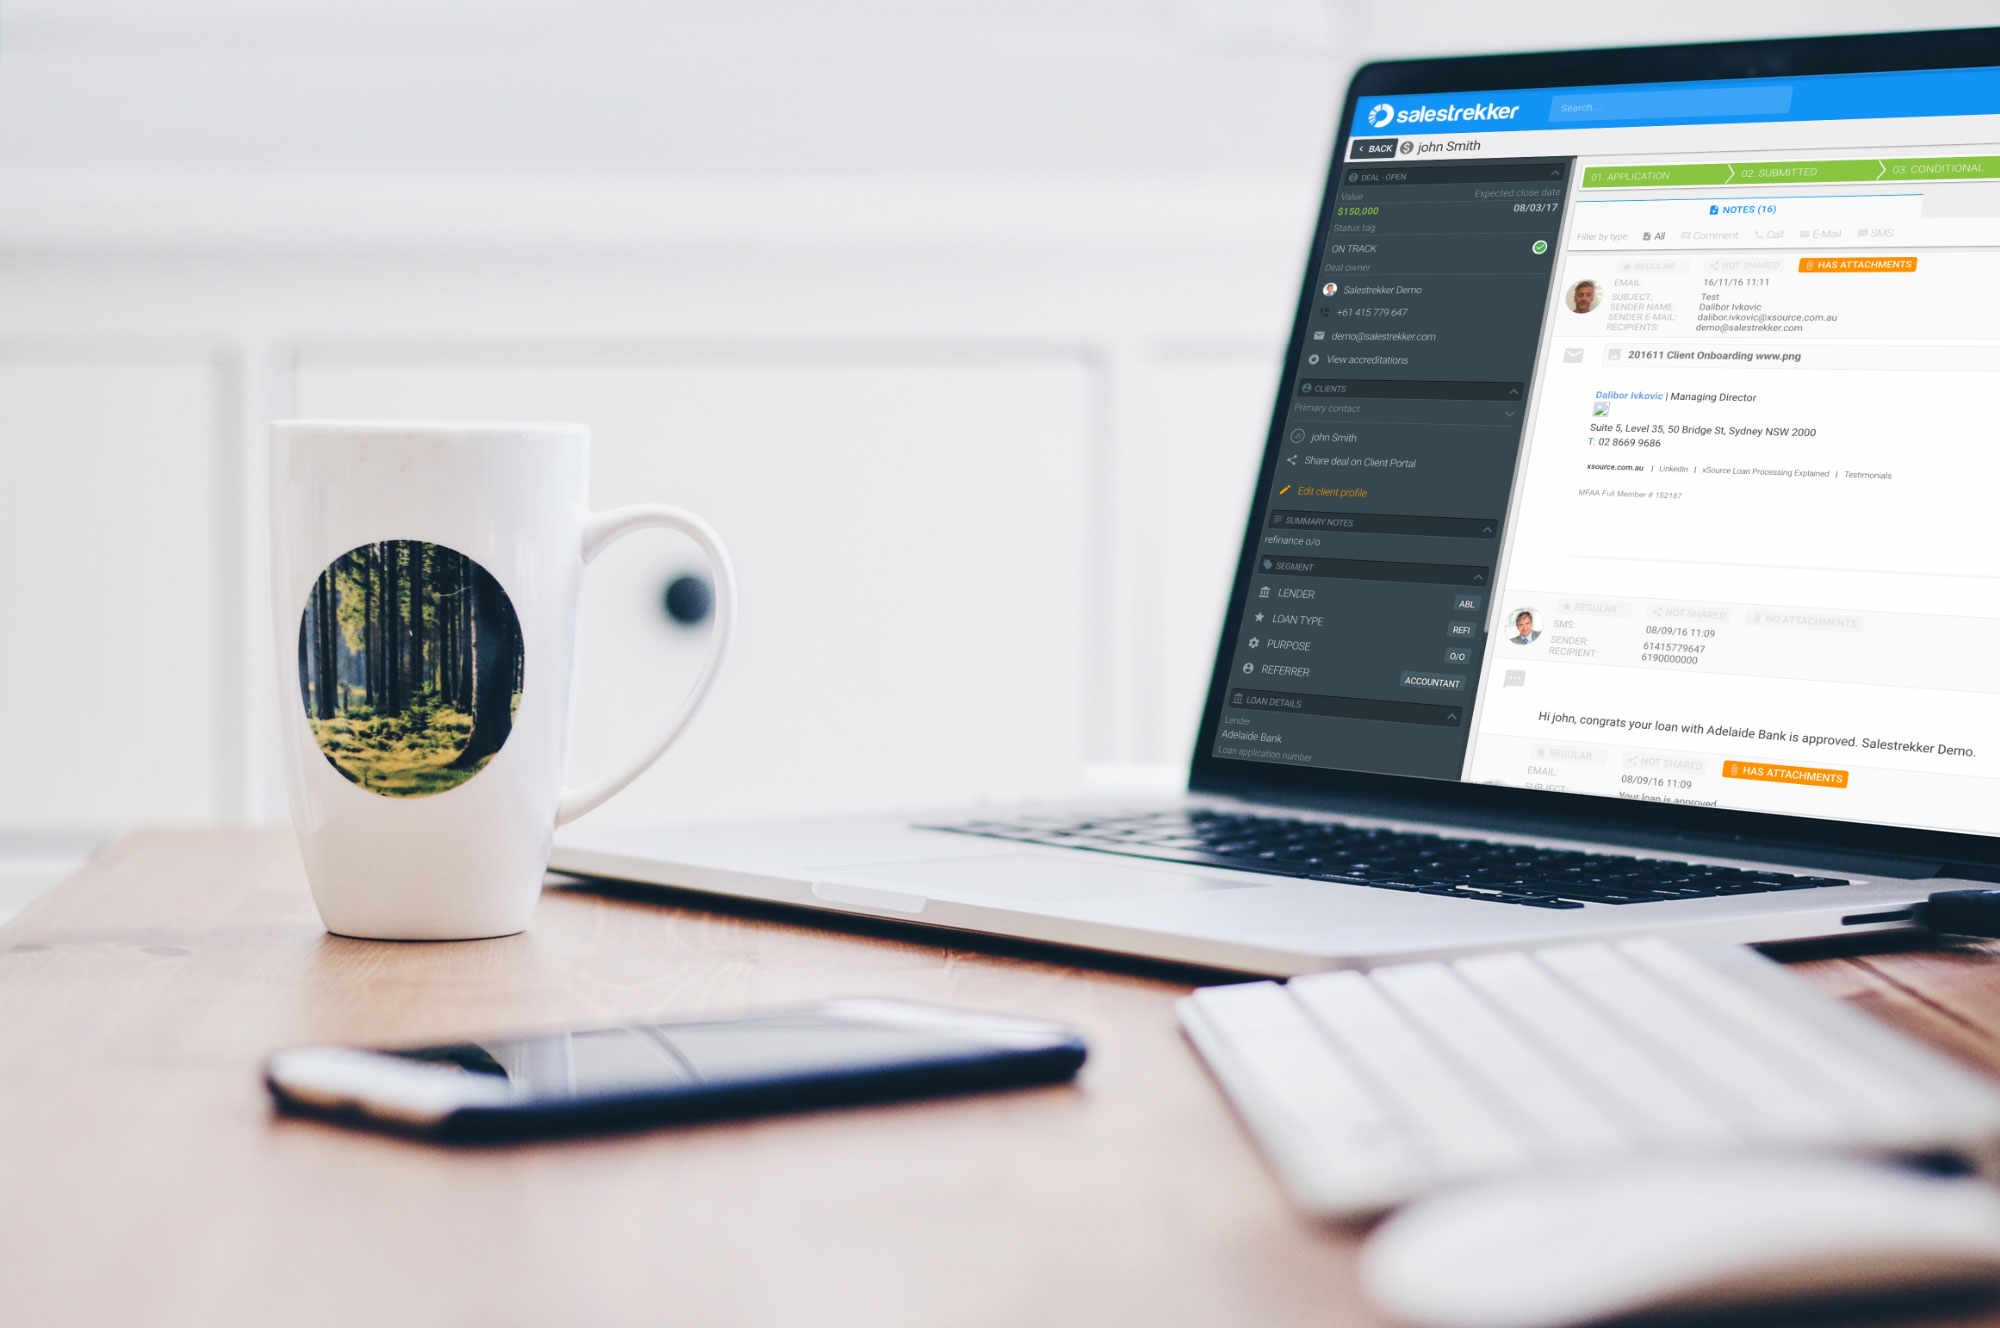 salestrekker
Search...
BACK
john Smith
DEAL - OPEN
Value
Expected close date
$150,000
08/03/17
Status tag
ON TRACK
Deal owner
Salestrekker Demo
+61 415 779 647
demo@salestrekker.com
View accreditations
CLIENTS
Primary contact
john Smith
Share deal on Client Portal
Edit client profile
SUMMARY NOTES
refinance o/o
SEGMENT
LENDER
ABL
LOAN TYPE
REFI
PURPOSE
O/O
REFERRER
ACCOUNTANT
LOAN DETAILS
Lender
Adelaide Bank
Loan application number
01. APPLICATION
02. SUBMITTED
03. CONDITIONAL
NOTES (16)
Filter by type: All Comment Call E-Mail SMS
REGULAR NOT SHARED HAS ATTACHMENTS
EMAIL: 16/11/16 11:11
SUBJECT: Test
SENDER NAME: Dalibor Ivkovic
SENDER E-MAIL: dalibor.ivkovic@xsource.com.au
RECIPIENTS: demo@salestrekker.com
201611 Client Onboarding www.png
Dalibor Ivkovic | Managing Director
Suite 5, Level 35, 50 Bridge St, Sydney NSW 2000
T: 02 8669 9686
xsource.com.au | LinkedIn | xSource Loan Processing Explained | Testimonials
MFAA Full Member # 152187
REGULAR NOT SHARED NO ATTACHMENTS
SMS: 08/09/16 11:09
SENDER: 61415779647
RECIPIENT: 6190000000
Hi john, congrats your loan with Adelaide Bank is approved. Salestrekker Demo.
REGULAR NOT SHARED HAS ATTACHMENTS
EMAIL: 08/09/16 11:09
SUBJECT: Your loan is approved